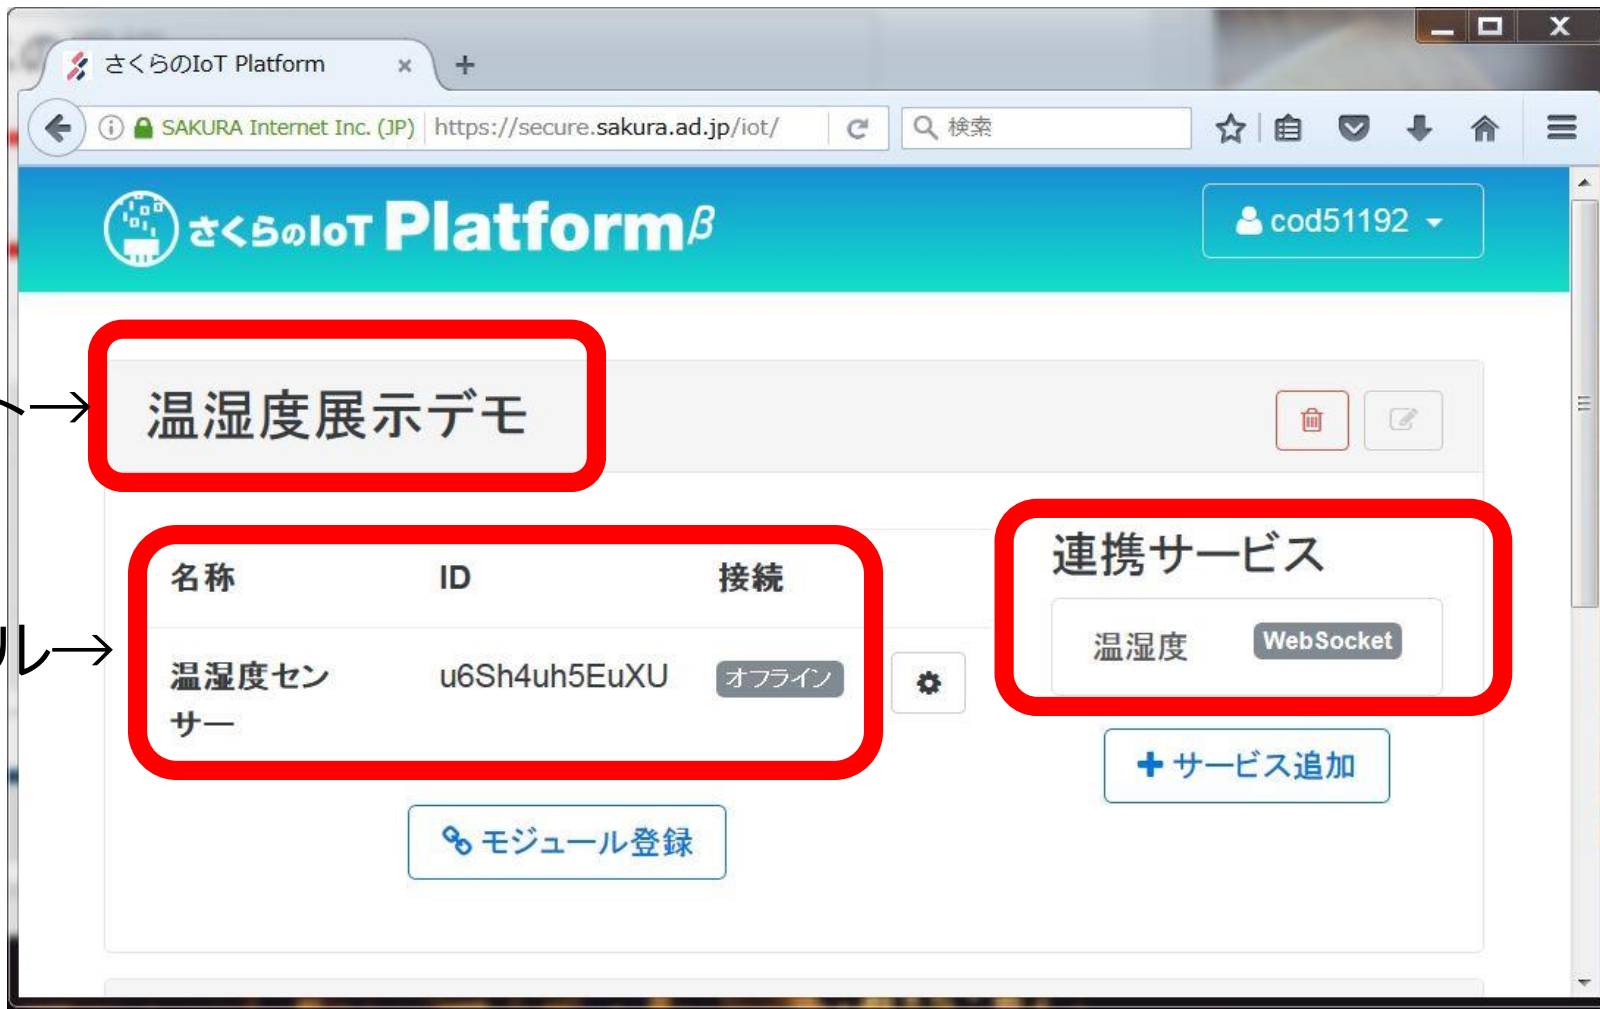 さくらのIoT Platform
SAKURA Internet Inc. (JP) https://secure.sakura.ad.jp/iot/ 検索
さくらのIoT Platformβ
cod51192
ト→
温湿度展示デモ
名称 ID 接続
ル→
温湿度セン
サー
u6Sh4uh5EuXU オフライン
モジュール登録
連携サービス
温湿度 WebSocket
サービス追加